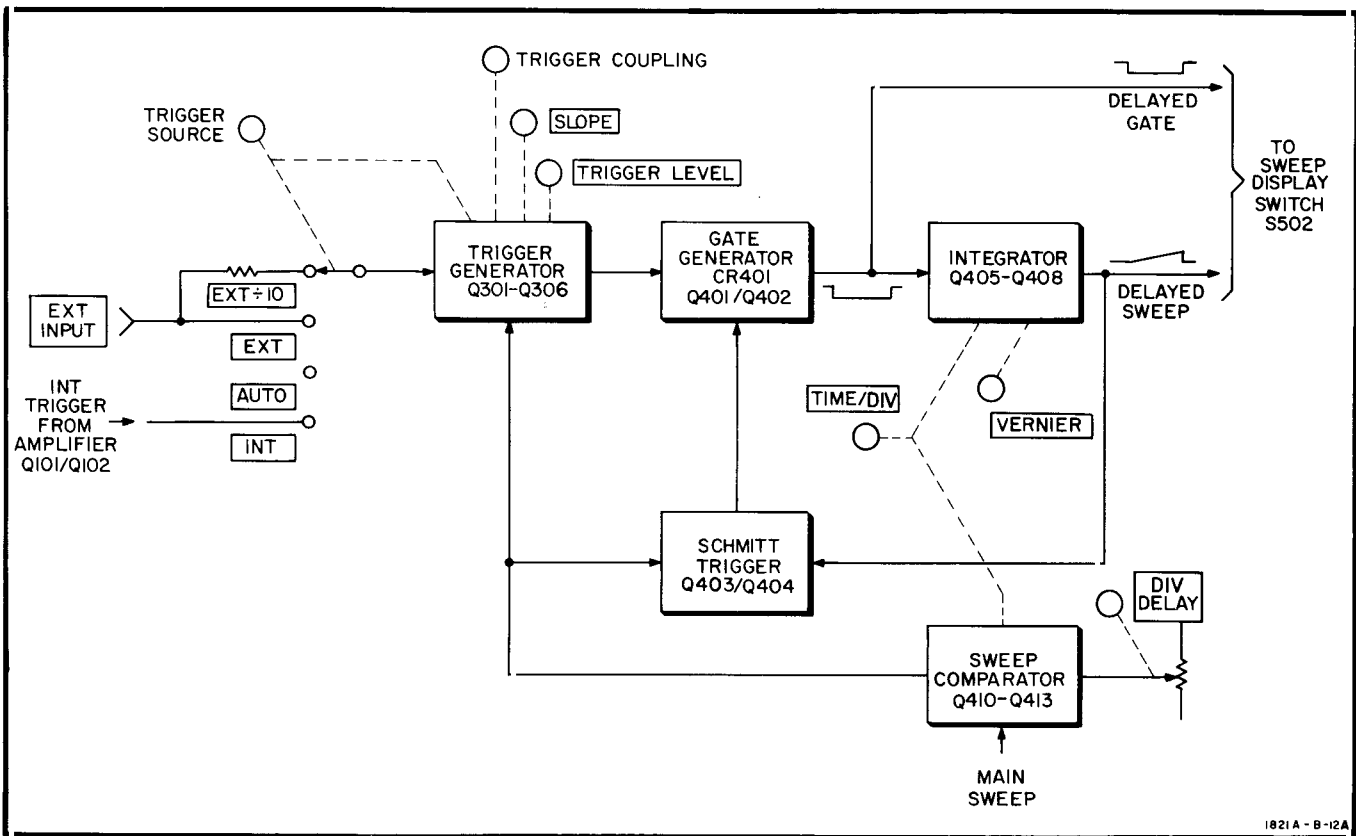 TRIGGER COUPLING
SLOPE
TRIGGER LEVEL
TRIGGER
SOURCE
DELAYED
GATE
TO
SWEEP
DISPLAY
SWITCH
S502
TRIGGER
GENERATOR
Q301-Q306
GATE
GENERATOR
CR401
Q401/Q402
INTEGRATOR
Q405-Q408
DELAYED
SWEEP
EXT÷10
EXT
INPUT
EXT
AUTO
INT
INT
TRIGGER
FROM
AMPLIFIER
Q101/Q102
TIME/DIV
VERNIER
SCHMITT
TRIGGER
Q403/Q404
DIV
DELAY
SWEEP
COMPARATOR
Q410-Q413
MAIN
SWEEP
1821A-B-12A